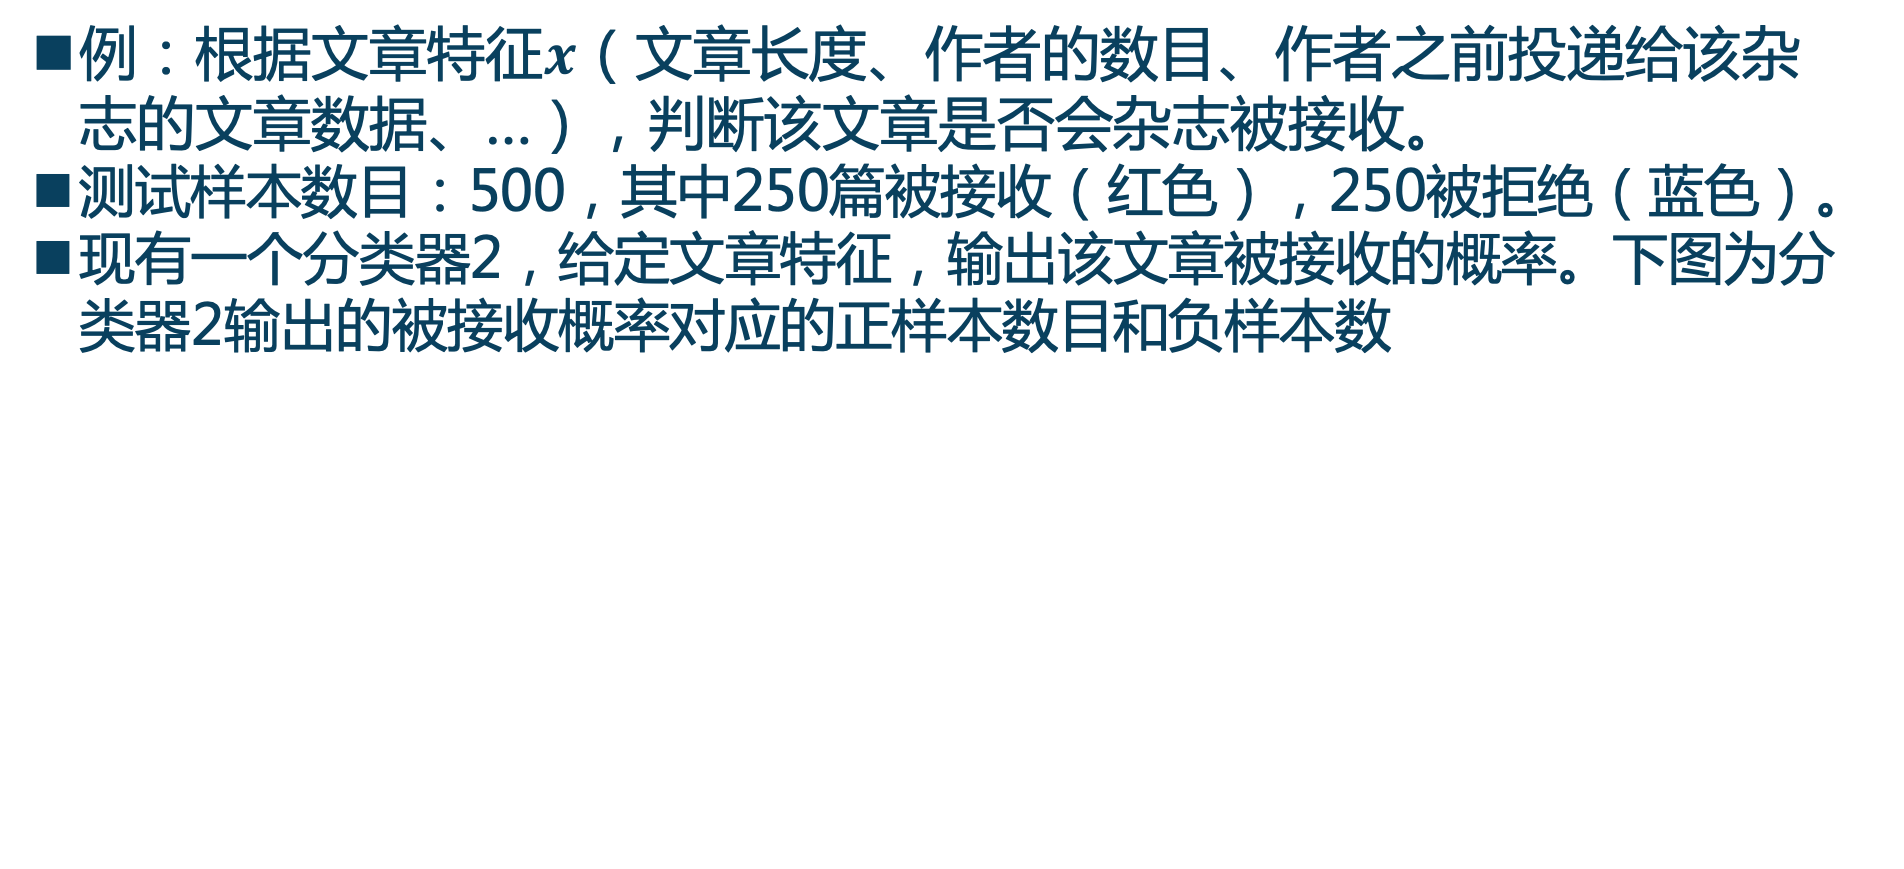 ■例：根据文章特征x（文章长度、作者的数目、作者之前投递给该杂
志的文章数据、…），判断该文章是否会杂志被接收。
■测试样本数目：500，其中250篇被接收（红色），250被拒绝（蓝色）。
■现有一个分类器2，给定文章特征，输出该文章被接收的概率。下图为分
类器2输出的被接收概率对应的正样本数目和负样本数